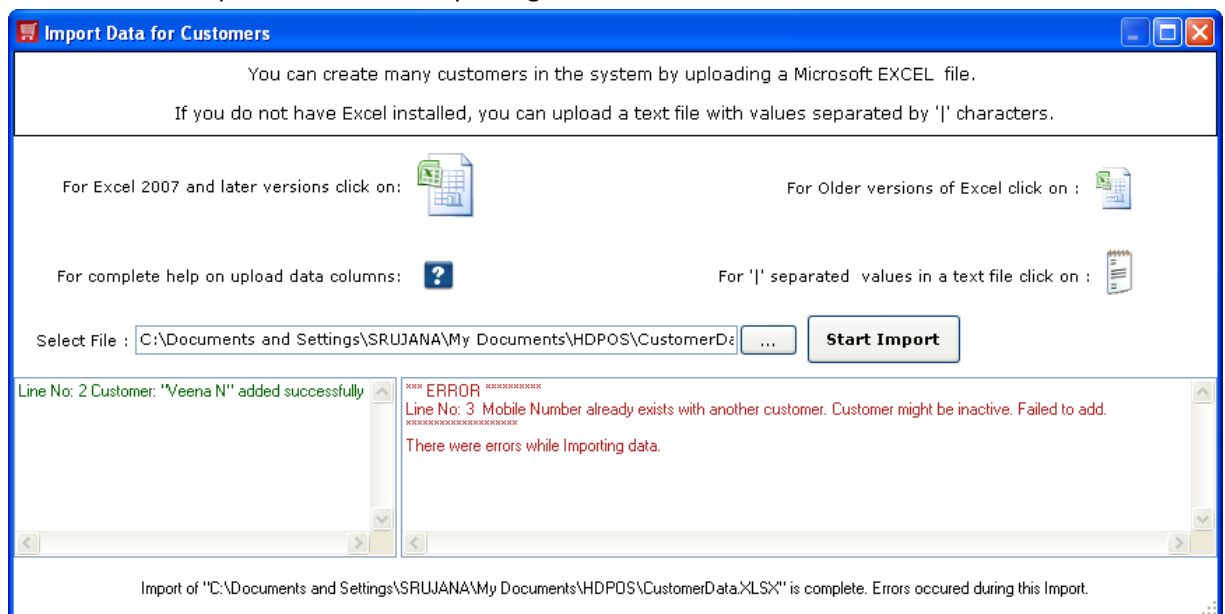 Import Data for Customers
You can create many customers in the system by uploading a Microsoft EXCEL file.
If you do not have Excel installed, you can upload a text file with values separated by '|' characters.
For Excel 2007 and later versions click on:
For Older versions of Excel click on :
For complete help on upload data columns:
?
For '|' separated values in a text file click on :
Select File : C:\Documents and Settings\SRUJANA\My Documents\HDPOS\CustomerDa ... Start Import
Line No: 2 Customer: "Veena N" added successfully
*** ERROR **********
Line No: 3 Mobile Number already exists with another customer. Customer might be inactive. Failed to add.
********************
There were errors while Importing data.
Import of "C:\Documents and Settings\SRUJANA\My Documents\HDPOS\CustomerData.XLSX" is complete. Errors occured during this Import.